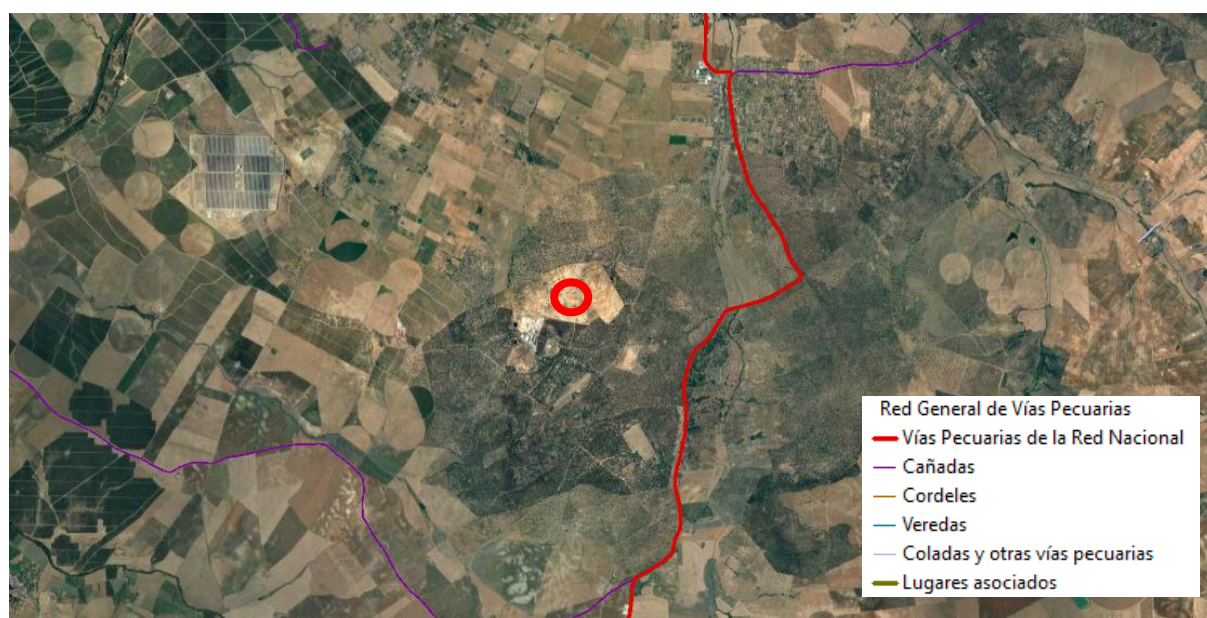 Red General de Vías Pecuarias
Vías Pecuarias de la Red Nacional
Cañadas
Cordeles
Veredas
Coladas y otras vías pecuarias
Lugares asociados